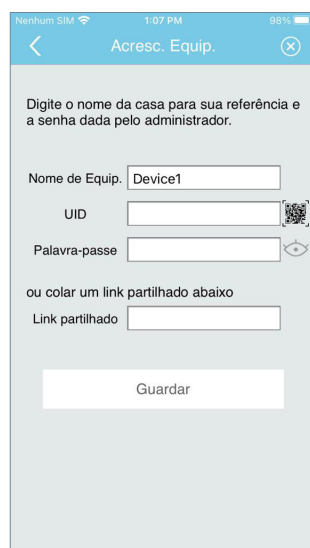 Nenhum SIM 1:07 PM 98%
Acresc. Equip.
Digite o nome da casa para sua referência e
a senha dada pelo administrador.
Nome de Equip. Device1
UID
Palavra-passe
ou colar um link partilhado abaixo
Link partilhado
Guardar